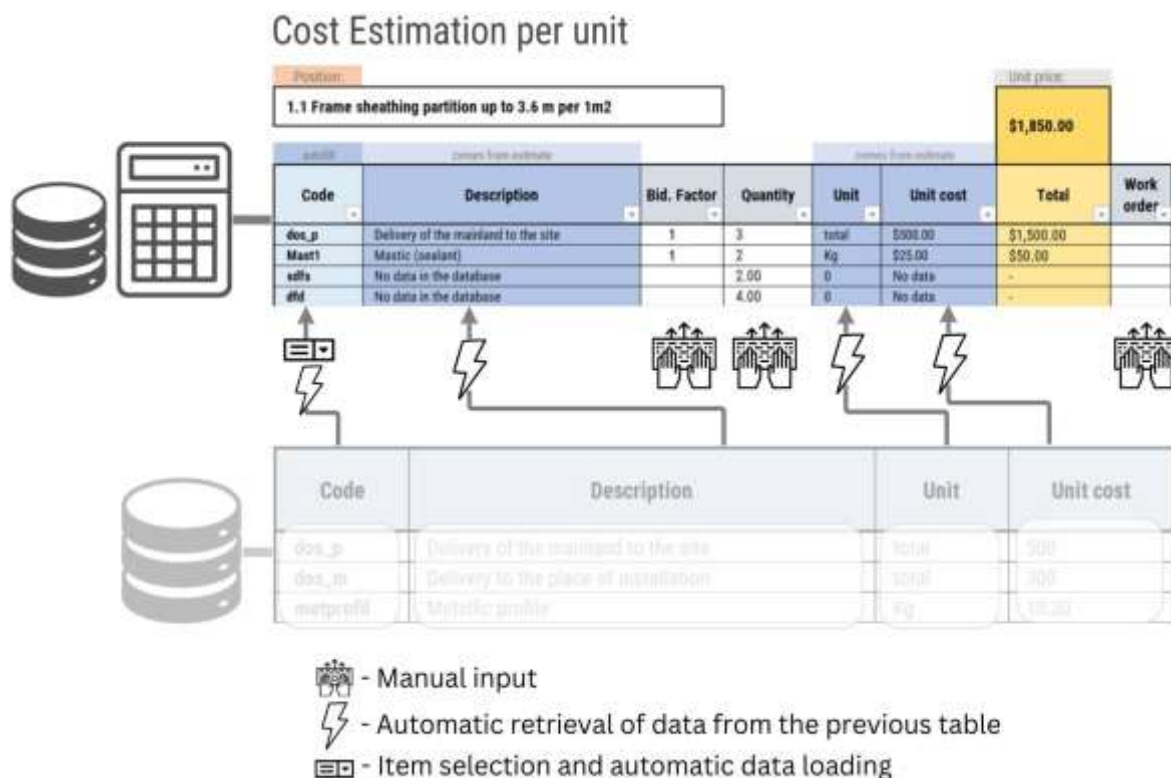 Cost Estimation per unit
Position:
Unit price:
1.1 Frame sheathing partition up to 3.6 m per 1m2
$1,850.00
comes from estimate
comes from estimate
Code Description Bid. Factor Quantity Unit Unit cost Total Work order
dos_p Delivery of the mainland to the site 1 3 total $500.00 $1,500.00
Mast1 Mastic (sealant) 1 2 Kg $25.00 $50.00
sdfs No data in the database 2.00 0 No data -
dfd No data in the database 4.00 0 No data -
Code Description Unit Unit cost
dos_p Delivery of the mainland to the site total 500
dos_m Delivery to the place of installation total 300
metprofil Metallic profile Kg
- Manual input
- Automatic retrieval of data from the previous table
- Item selection and automatic data loading